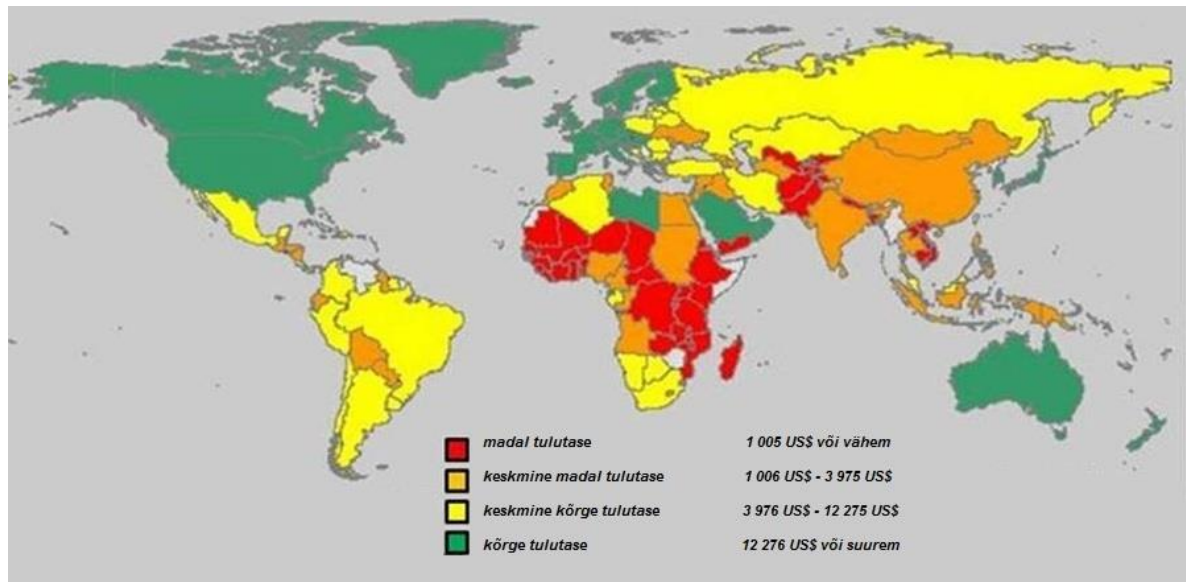 madal tulutase 1 005 US$ või vähem
keskmine madal tulutase 1 006 US$ - 3 975 US$
keskmine kõrge tulutase 3 976 US$ - 12 275 US$
kõrge tulutase 12 276 US$ või suurem